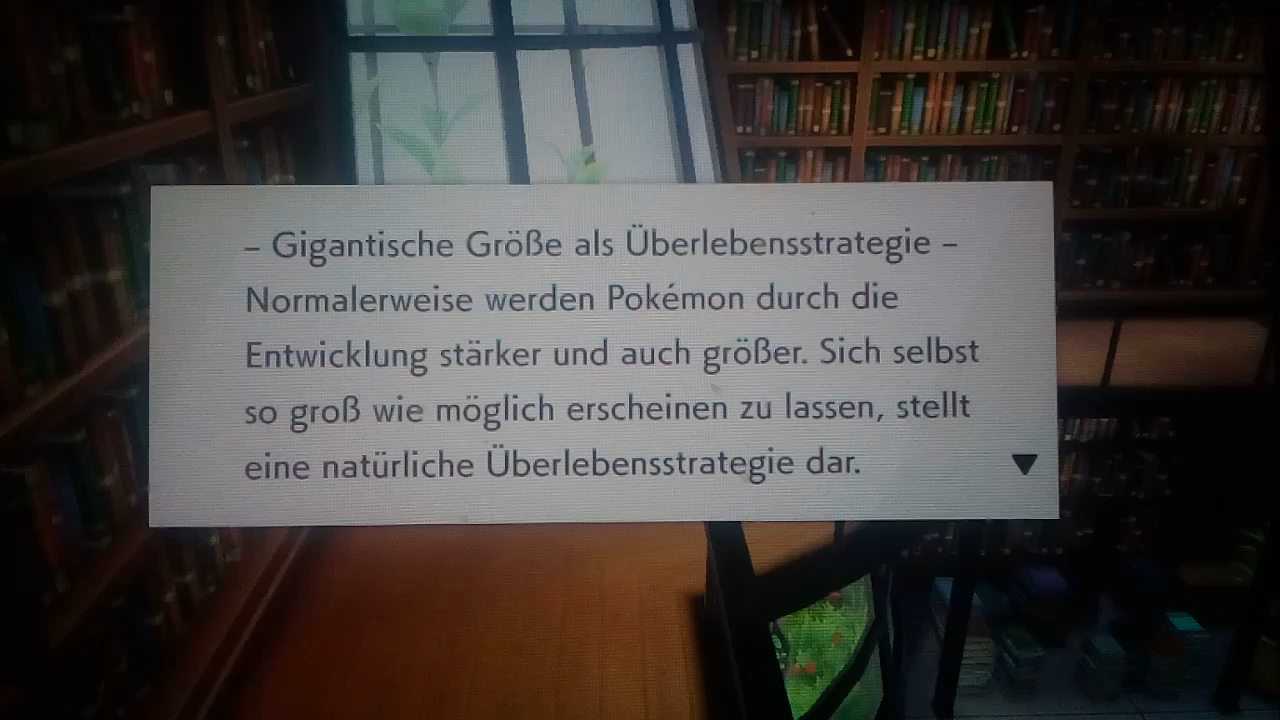 – Gigantische Größe als Überlebensstrategie –
Normalerweise werden Pokémon durch die
Entwicklung stärker und auch größer. Sich selbst
so groß wie möglich erscheinen zu lassen, stellt
eine natürliche Überlebensstrategie dar.